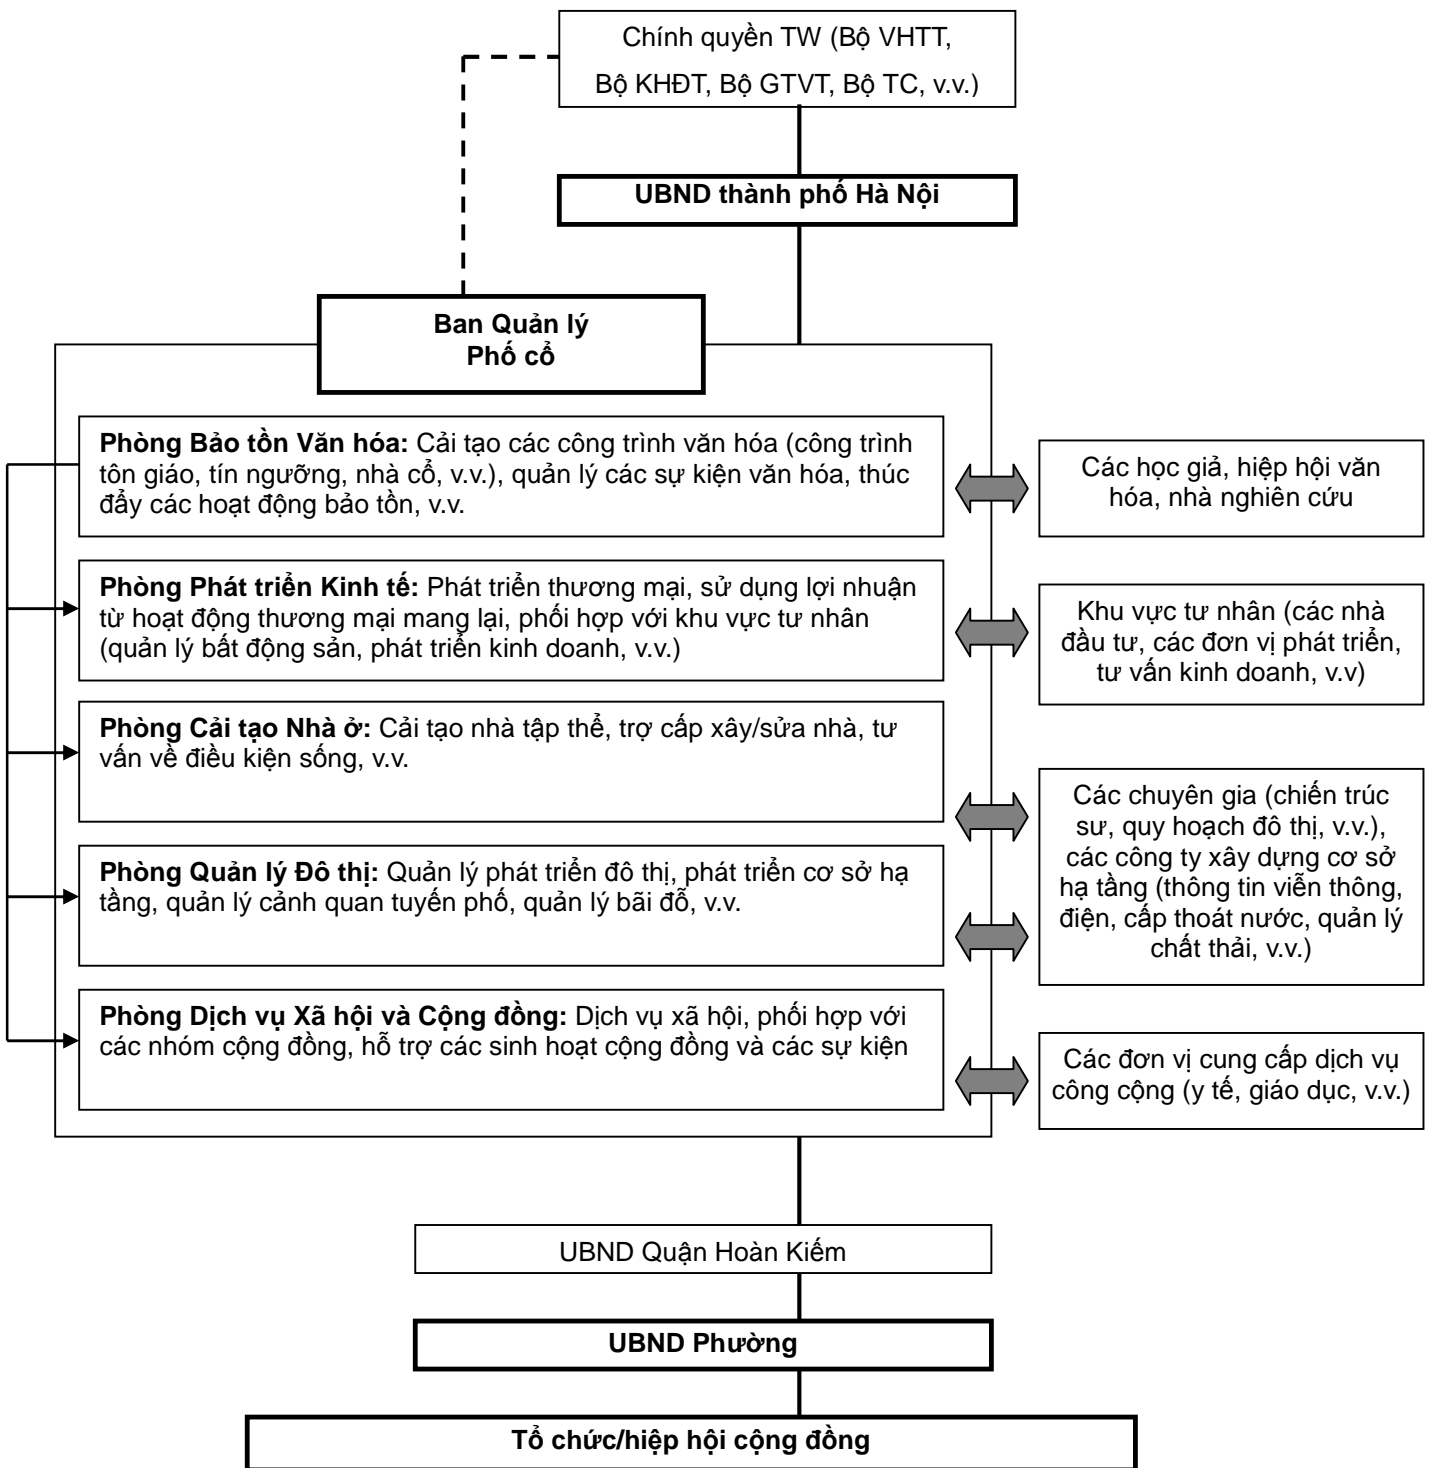 Chính quyền TW (Bộ VHTT,
Bộ KHĐT, Bộ GTVT, Bộ TC, v.v.)
UBND thành phố Hà Nội
Ban Quản lý
Phố cổ
Phòng Bảo tồn Văn hóa: Cải tạo các công trình văn hóa (công trình
tôn giáo, tín ngưỡng, nhà cổ, v.v.), quản lý các sự kiện văn hóa, thúc
đẩy các hoạt động bảo tồn, v.v.
Các học giả, hiệp hội văn
hóa, nhà nghiên cứu
Phòng Phát triển Kinh tế: Phát triển thương mại, sử dụng lợi nhuận
từ hoạt động thương mại mang lại, phối hợp với khu vực tư nhân
(quản lý bất động sản, phát triển kinh doanh, v.v.)
Khu vực tư nhân (các nhà
đầu tư, các đơn vị phát triển,
tư vấn kinh doanh, v.v)
Phòng Cải tạo Nhà ở: Cải tạo nhà tập thể, trợ cấp xây/sửa nhà, tư
vấn về điều kiện sống, v.v.
Các chuyên gia (chiến trúc
sư, quy hoạch đô thị, v.v.),
các công ty xây dựng cơ sở
hạ tầng (thông tin viễn thông,
điện, cấp thoát nước, quản lý
chất thải, v.v.)
Phòng Quản lý Đô thị: Quản lý phát triển đô thị, phát triển cơ sở hạ
tầng, quản lý cảnh quan tuyến phố, quản lý bãi đỗ, v.v.
Phòng Dịch vụ Xã hội và Cộng đồng: Dịch vụ xã hội, phối hợp với
các nhóm cộng đồng, hỗ trợ các sinh hoạt cộng đồng và các sự kiện
Các đơn vị cung cấp dịch vụ
công cộng (y tế, giáo dục, v.v.)
UBND Quận Hoàn Kiếm
UBND Phường
Tổ chức/hiệp hội cộng đồng